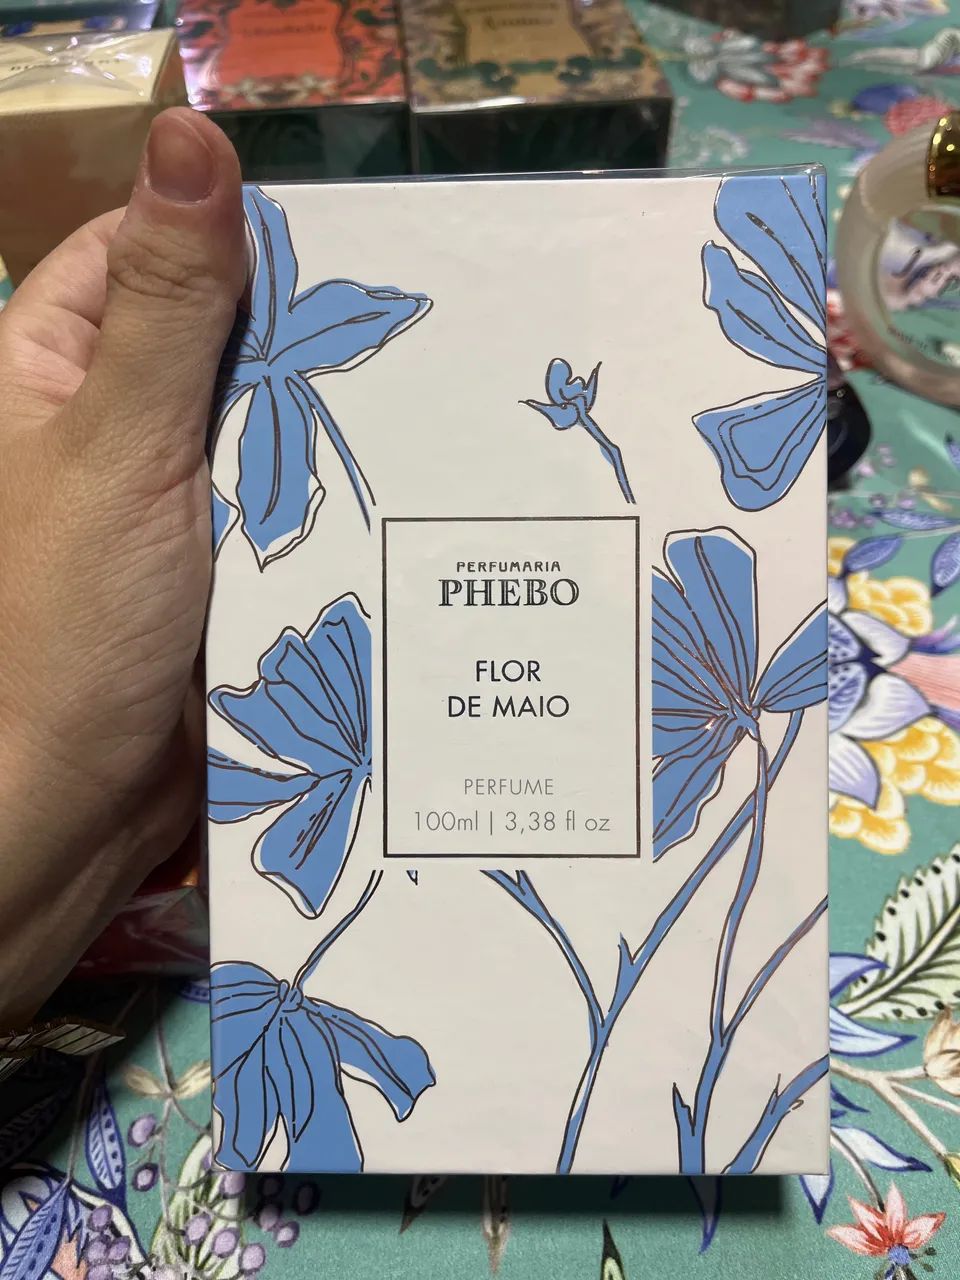 PERFUMARIA
PHEBO
FLOR
DE MAIO
PERFUME
100ml | 3,38 fl oz